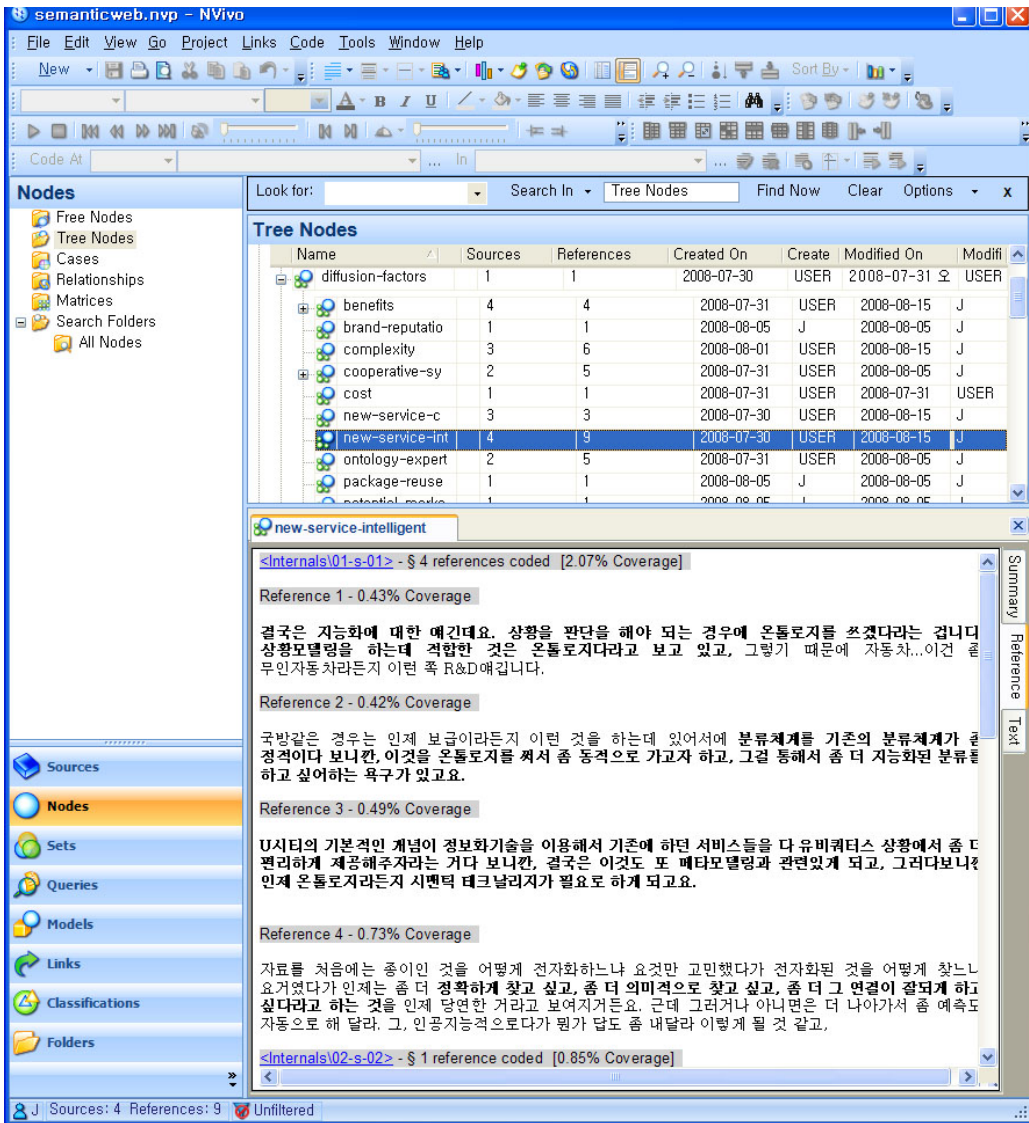 semanticweb.nvp - NVivo
File Edit View Go Project Links Code Tools Window Help
New Sort By
A B I U
Code At ... In ...
Nodes
Free Nodes
Tree Nodes
Cases
Relationships
Matrices
Search Folders
All Nodes
Look for: Search In Tree Nodes Find Now Clear Options x
Tree Nodes
Name Sources References Created On Create Modified On Modifi
diffusion-factors 1 1 2008-07-30 USER 2008-07-31 오 USER
benefits 4 4 2008-07-31 USER 2008-08-15 J
brand-reputatio 1 1 2008-08-05 J 2008-08-05 J
complexity 3 6 2008-08-01 USER 2008-08-15 J
cooperative-sy 2 5 2008-07-31 USER 2008-08-05 J
cost 1 1 2008-07-31 USER 2008-07-31 USER
new-service-c 3 3 2008-07-30 USER 2008-08-15 J
new-service-int 4 9 2008-07-30 USER 2008-08-15 J
ontology-expert 2 5 2008-07-31 USER 2008-08-05 J
package-reuse 1 1 2008-08-05 J 2008-08-05 J
new-service-intelligent
<Internals\01-s-01> - § 4 references coded [2.07% Coverage]
Reference 1 - 0.43% Coverage
결국은 지능화에 대한 얘긴데요. 상황을 판단을 해야 되는 경우에 온톨로지를 쓰겠다라는 겁니다
상황모델링을 하는데 적합한 것은 온톨로지다라고 보고 있고, 그렇기 때문에 자동차...이건 좀
무인자동차라든지 이런 쪽 R&D얘깁니다.
Reference 2 - 0.42% Coverage
국방같은 경우는 인제 보급이라든지 이런 것을 하는데 있어서에 분류체계를 기존의 분류체계가 좀
정적이다 보니깐, 이것을 온톨로지를 써서 좀 동적으로 가고자 하고, 그걸 통해서 좀 더 지능화된 분류를
하고 싶어하는 욕구가 있고요.
Reference 3 - 0.49% Coverage
U시티의 기본적인 개념이 정보화기술을 이용해서 기존에 하던 서비스들을 다 유비쿼터스 상황에서 좀 더
편리하게 제공해주자라는 거다 보니깐, 결국은 이것도 또 메타모델링과 관련있게 되고, 그러다보니깐
인제 온톨로지라든지 시맨틱 테크날리지가 필요로 하게 되고요.
Reference 4 - 0.73% Coverage
자료를 처음에는 종이인 것을 어떻게 전자화하느냐 요것만 고민했다가 전자화된 것을 어떻게 찾느냐
요거였다가 인제는 좀 더 정확하게 찾고 싶고, 좀 더 의미적으로 찾고 싶고, 좀 더 그 연결이 잘되게 하고
싶다라고 하는 것을 인제 당연한 거라고 보여지거든요. 근데 그러거나 아니면은 더 나아가서 좀 예측도
자동으로 해 달라. 그, 인공지능적으로다가 뭔가 답도 좀 내달라 이렇게 될 것 같고,
<Internals\02-s-02> - § 1 reference coded [0.85% Coverage]
Summary
Reference
Text
Sources
Nodes
Sets
Queries
Models
Links
Classifications
Folders
J Sources: 4 References: 9 Unfiltered